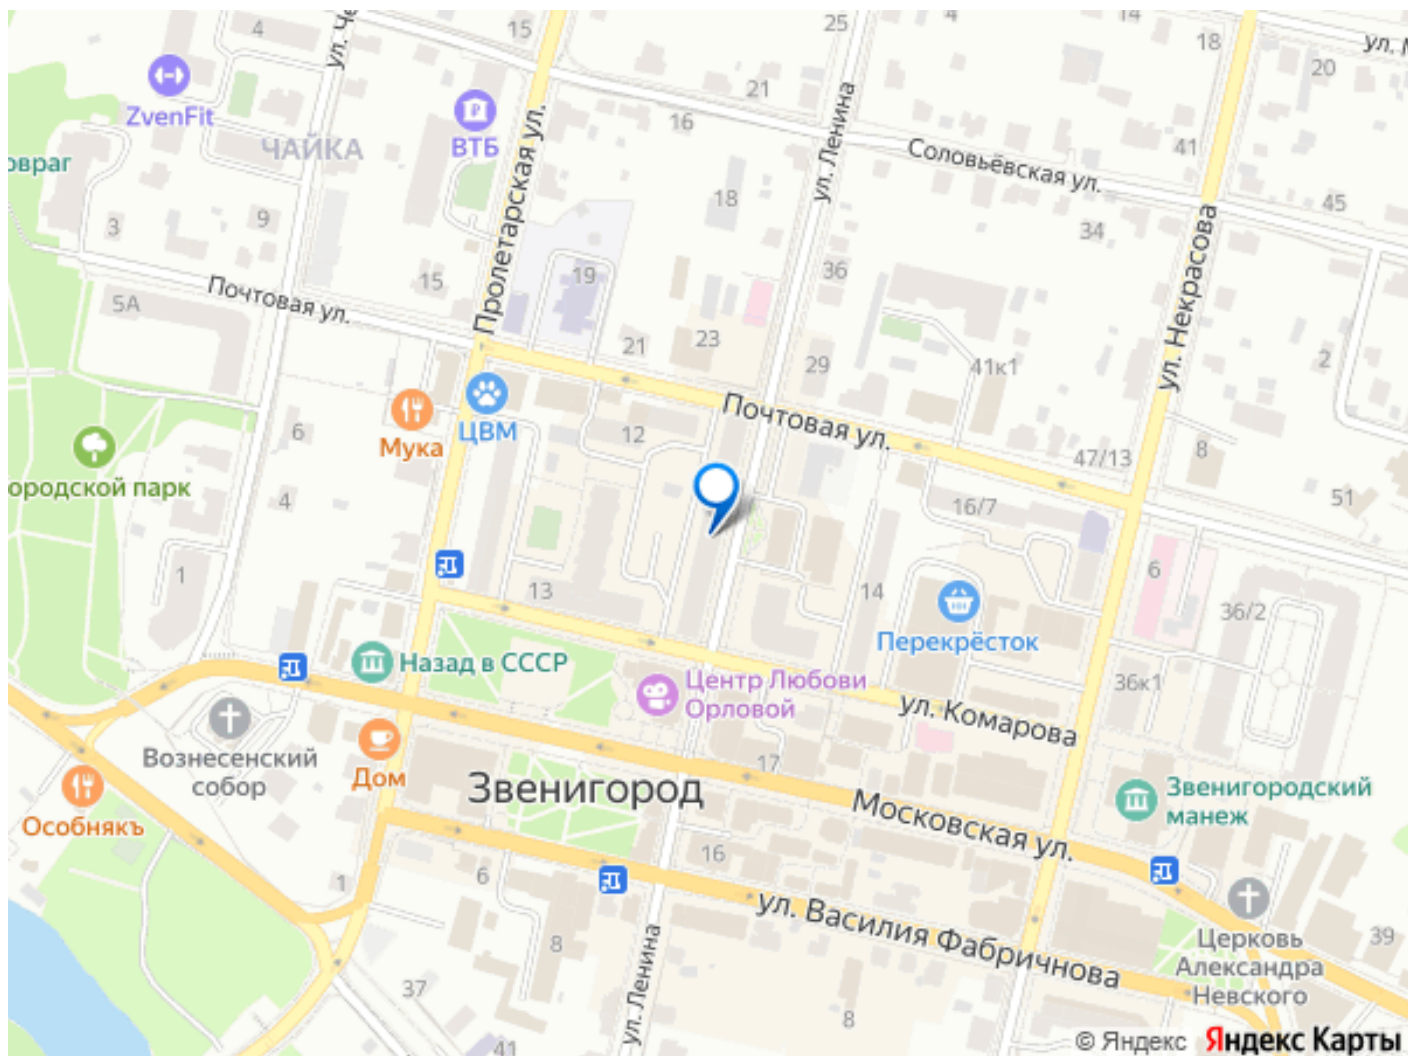 4
15
25
4
14
18
ул. М
20
ул. Че
ZvenFit
ВТБ
ЧАЙКА
овраг
21
16
ул. Ленина
Соловьёвская ул.
41
45
34
18
3
9
Пролетарская ул.
15
19
36
ул. Некрасова
5А
Почтовая ул.
21
23
29
41к1
2
Мука
ЦВМ
12
Почтовая ул.
47/13
8
6
4
ородской парк
16/7
51
1
13
14
6
36/2
Перекрёсток
Назад в СССР
Центр Любови
Орловой
ул. Комарова
36к1
Вознесенский
собор
Дом
17
Звенигород
Звенигородский
манеж
Особнякъ
Московская ул.
16
1
6
ул. Василия Фабричнова
8
ул. Ленина
37
8
41
39
Церковь
Александра
Невского
© Яндекс Яндекс Карты